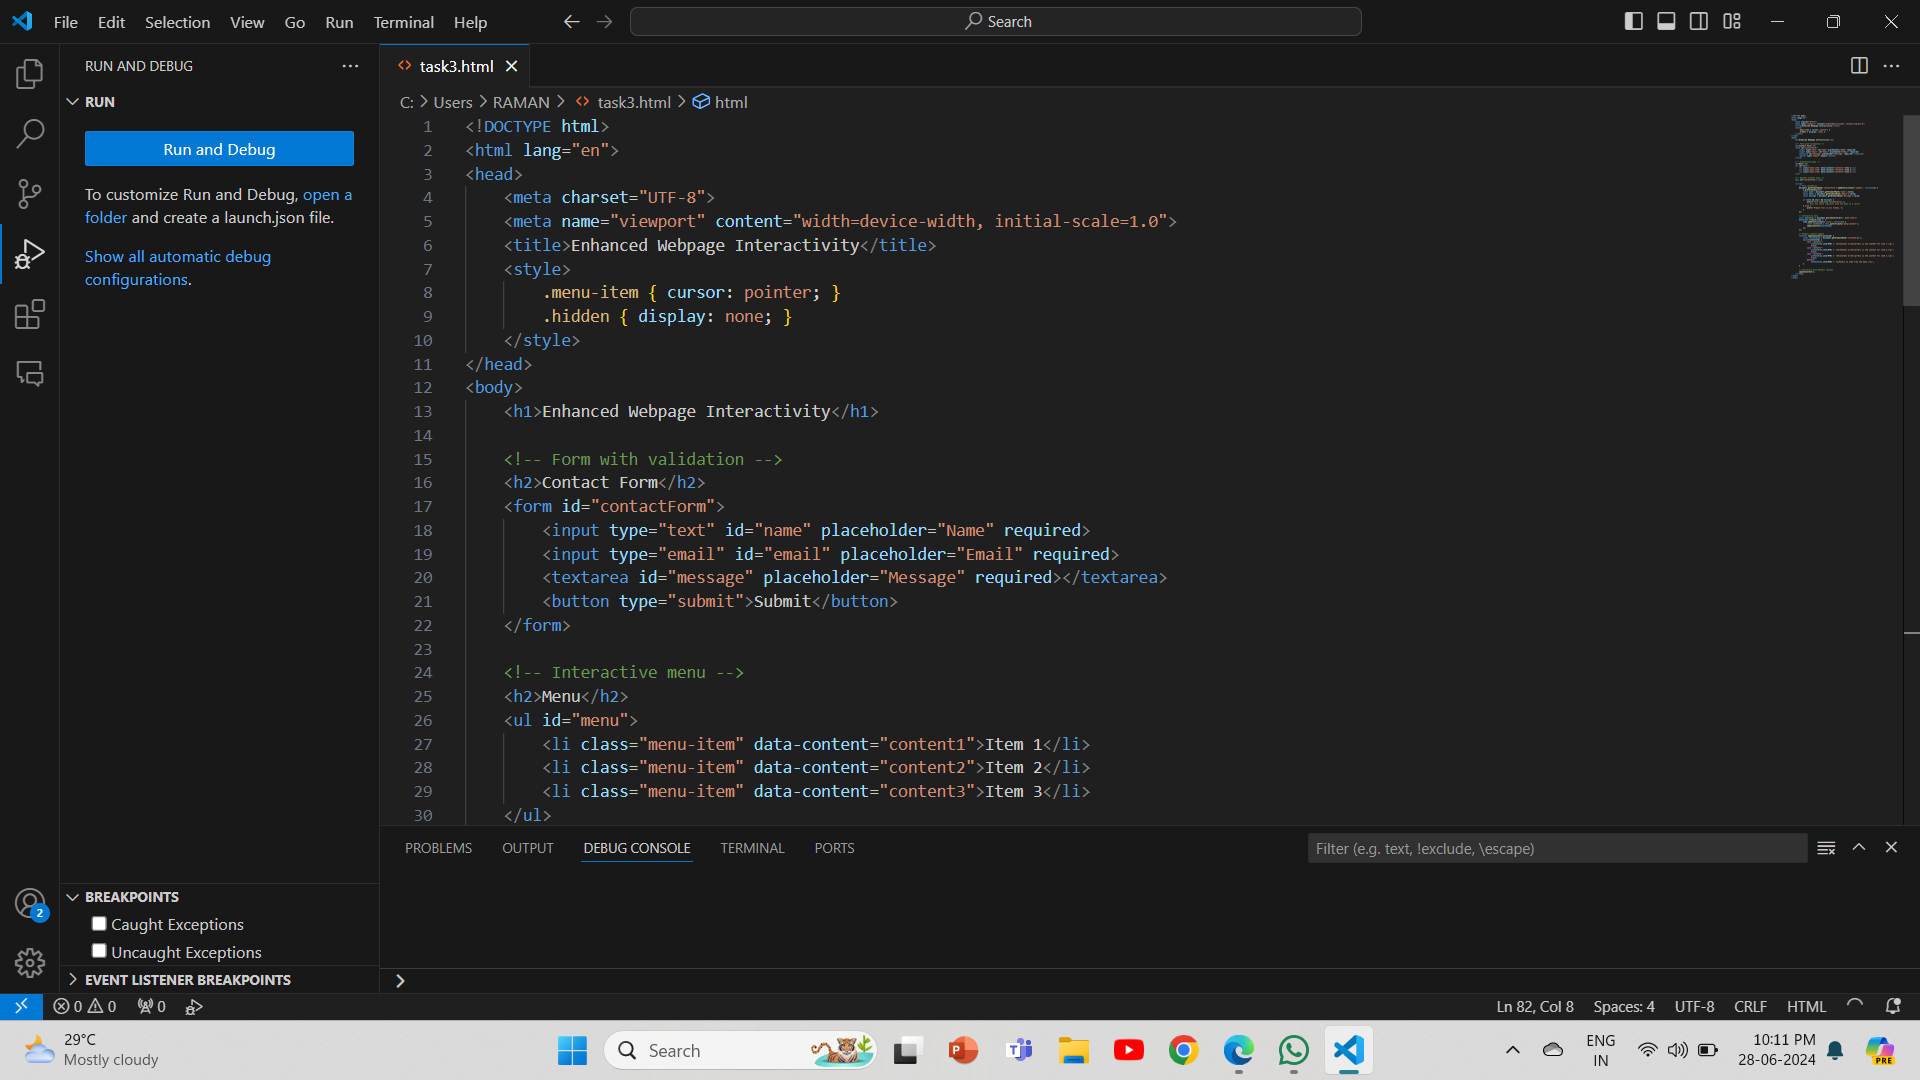 File Edit Selection View Go Run Terminal Help
Search
RUN AND DEBUG
RUN
Run and Debug
To customize Run and Debug, open a
folder and create a launch.json file.
Show all automatic debug
configurations.
BREAKPOINTS
Caught Exceptions
Uncaught Exceptions
EVENT LISTENER BREAKPOINTS
2
<> task3.html
C: > Users > RAMAN > <> task3.html > html
1 <!DOCTYPE html>
2 <html lang="en">
3 <head>
4 <meta charset="UTF-8">
5 <meta name="viewport" content="width=device-width, initial-scale=1.0">
6 <title>Enhanced Webpage Interactivity</title>
7 <style>
8 .menu-item { cursor: pointer; }
9 .hidden { display: none; }
10 </style>
11 </head>
12 <body>
13 <h1>Enhanced Webpage Interactivity</h1>
14
15 <!-- Form with validation -->
16 <h2>Contact Form</h2>
17 <form id="contactForm">
18 <input type="text" id="name" placeholder="Name" required>
19 <input type="email" id="email" placeholder="Email" required>
20 <textarea id="message" placeholder="Message" required></textarea>
21 <button type="submit">Submit</button>
22 </form>
23
24 <!-- Interactive menu -->
25 <h2>Menu</h2>
26 <ul id="menu">
27 <li class="menu-item" data-content="content1">Item 1</li>
28 <li class="menu-item" data-content="content2">Item 2</li>
29 <li class="menu-item" data-content="content3">Item 3</li>
30 </ul>
PROBLEMS OUTPUT DEBUG CONSOLE TERMINAL PORTS
Filter (e.g. text, !exclude, \escape)
0 0 0
Ln 82, Col 8 Spaces: 4 UTF-8 CRLF HTML
29°C
Mostly cloudy
Search
P
T
ENG
IN
10:11 PM
28-06-2024
PRE